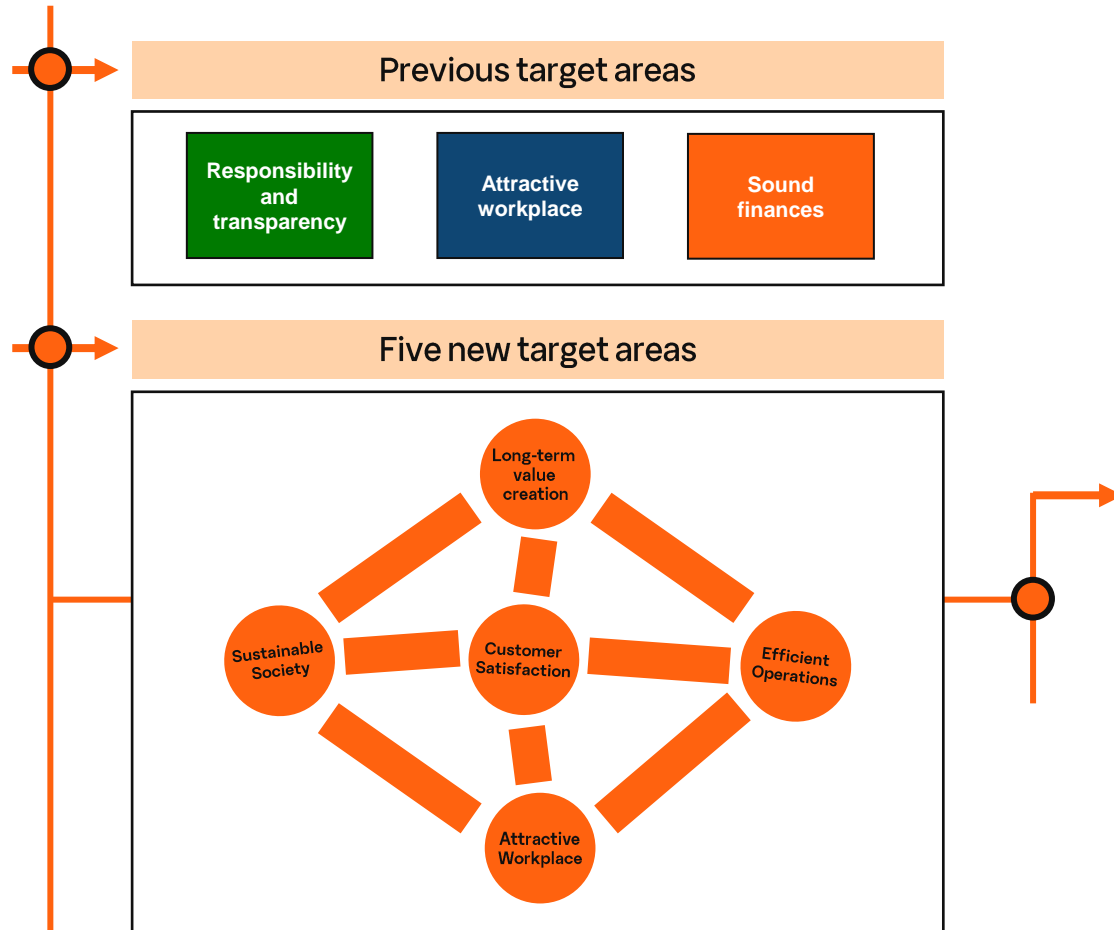 Previous target areas
Responsibility
and
transparency
Attractive
workplace
Sound
finances
Five new target areas
Long-term
value
creation
Sustainable
Society
Customer
Satisfaction
Efficient
Operations
Attractive
Workplace